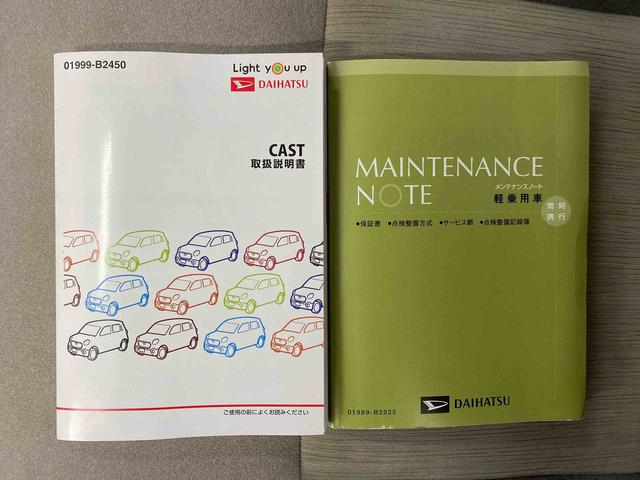 01999-B2450
Light you up
DAIHATSU
CAST
取扱説明書
ご使用の前によくお読みください
MAINTENANCE
NOTE
メンテナンスノート
軽乗用車
常時
携行
●保証書 ●点検整備方式 ●サービス網 ●点検整備記録簿
01989-B2025
DAIHATSU